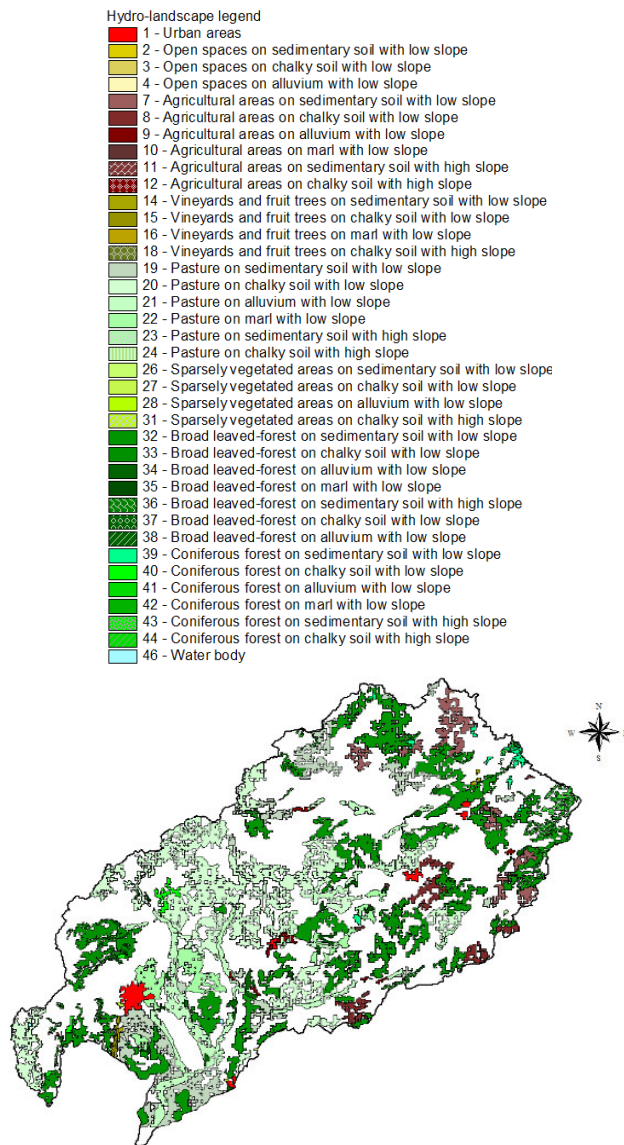 Hydro-landscape legend
1 - Urban areas
2 - Open spaces on sedimentary soil with low slope
3 - Open spaces on chalky soil with low slope
4 - Open spaces on alluvium with low slope
7 - Agricultural areas on sedimentary soil with low slope
8 - Agricultural areas on chalky soil with low slope
9 - Agricultural areas on alluvium with low slope
10 - Agricultural areas on marl with low slope
11 - Agricultural areas on sedimentary soil with high slope
12 - Agricultural areas on chalky soil with high slope
14 - Vineyards and fruit trees on sedimentary soil with low slope
15 - Vineyards and fruit trees on chalky soil with low slope
16 - Vineyards and fruit trees on marl with low slope
18 - Vineyards and fruit trees on chalky soil with high slope
19 - Pasture on sedimentary soil with low slope
20 - Pasture on chalky soil with low slope
21 - Pasture on alluvium with low slope
22 - Pasture on marl with low slope
23 - Pasture on sedimentary soil with high slope
24 - Pasture on chalky soil with high slope
26 - Sparsely vegetated areas on sedimentary soil with low slope
27 - Sparsely vegetated areas on chalky soil with low slope
28 - Sparsely vegetated areas on alluvium with low slope
31 - Sparsely vegetated areas on chalky soil with high slope
32 - Broad leaved-forest on sedimentary soil with low slope
33 - Broad leaved-forest on chalky soil with low slope
34 - Broad leaved-forest on alluvium with low slope
35 - Broad leaved-forest on marl with low slope
36 - Broad leaved-forest on sedimentary soil with high slope
37 - Broad leaved-forest on chalky soil with low slope
38 - Broad leaved-forest on alluvium with low slope
39 - Coniferous forest on sedimentary soil with low slope
40 - Coniferous forest on chalky soil with low slope
41 - Coniferous forest on alluvium with low slope
42 - Coniferous forest on marl with low slope
43 - Coniferous forest on sedimentary soil with high slope
44 - Coniferous forest on chalky soil with high slope
46 - Water body
N
W
S